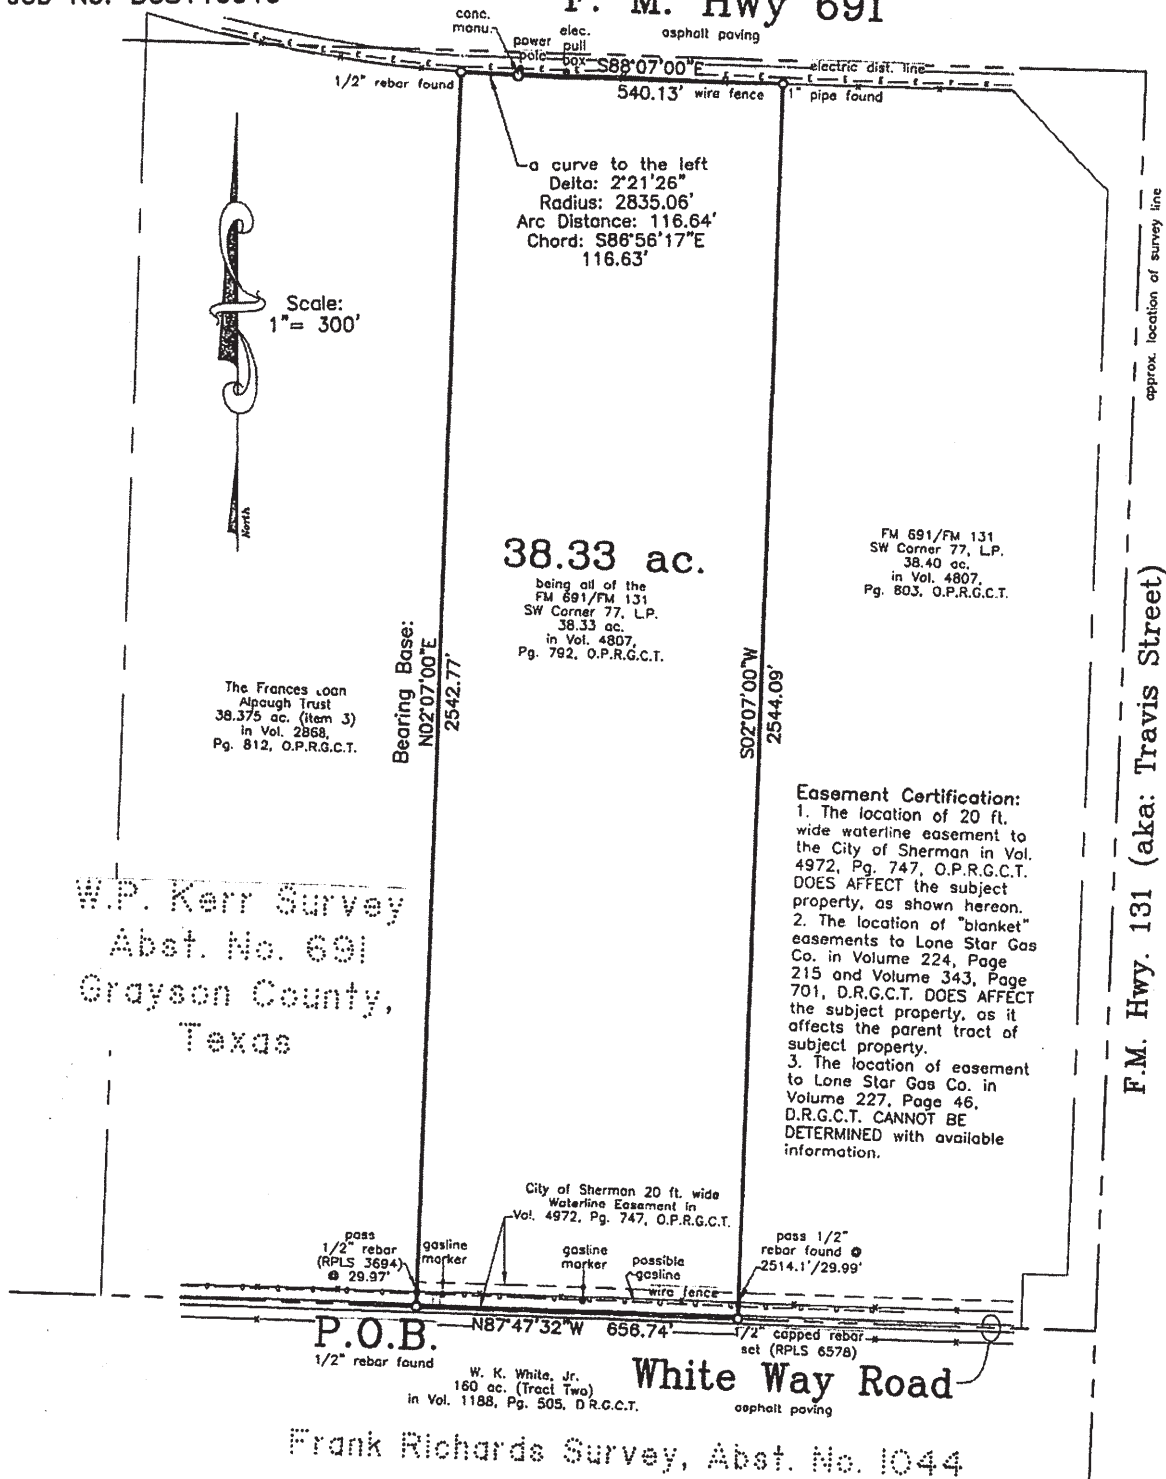 F. M. Hwy 691
asphalt paving
conc.
monu.
power
pole
elec.
pull
box
S88°07'00"E
electric dist. line
1/2" rebar found
540.13' wire fence
1" pipe found
a curve to the left
Delta: 2°21'26"
Radius: 2835.06'
Arc Distance: 116.64'
Chord: S86°56'17"E
116.63'
approx. location of survey line
Scale:
1"= 300'
North
38.33 ac.
being all of the
FM 691/FM 131
SW Corner 77, L.P.
38.33 ac.
in Vol. 4807,
Pg. 792, O.P.R.G.C.T.
FM 691/FM 131
SW Corner 77, L.P.
38.40 ac.
in Vol. 4807,
Pg. 803, O.P.R.G.C.T.
Bearing Base:
N02°07'00"E
2542.77'
S02°07'00"W
2544.09'
The Frances Loan
Alpaugh Trust
38.375 ac. (item 3)
in Vol. 2868,
Pg. 812, O.P.R.G.C.T.
F.M. Hwy. 131 (aka: Travis Street)
Easement Certification:
1. The location of 20 ft.
wide waterline easement to
the City of Sherman in Vol.
4972, Pg. 747, O.P.R.G.C.T.
DOES AFFECT the subject
property, as shown hereon.
2. The location of "blanket"
easements to Lone Star Gas
Co. in Volume 224, Page
215 and Volume 343, Page
701, D.R.G.C.T. DOES AFFECT
the subject property, as it
affects the parent tract of
subject property.
3. The location of easement
to Lone Star Gas Co. in
Volume 227, Page 46,
D.R.G.C.T. CANNOT BE
DETERMINED with available
information.
W.P. Kerr Survey
Abst. No. 691
Grayson County,
Texas
City of Sherman 20 ft. wide
Waterline Easement in
Vol. 4972, Pg. 747, O.P.R.G.C.T.
pass
1/2" rebar
(RPLS 3694)
@ 29.97'
gasline
marker
gasline
marker
possible
gasline
wire fence
pass 1/2"
rebar found @
2514.1'/29.99'
P.O.B.
1/2" rebar found
N87°47'32"W 656.74'
1/2" capped rebar
set (RPLS 6578)
W. K. White, Jr.
160 ac. (Tract Two)
in Vol. 1188, Pg. 505, D.R.G.C.T.
White Way Road
asphalt paving
Frank Richards Survey, Abst. No. 1044